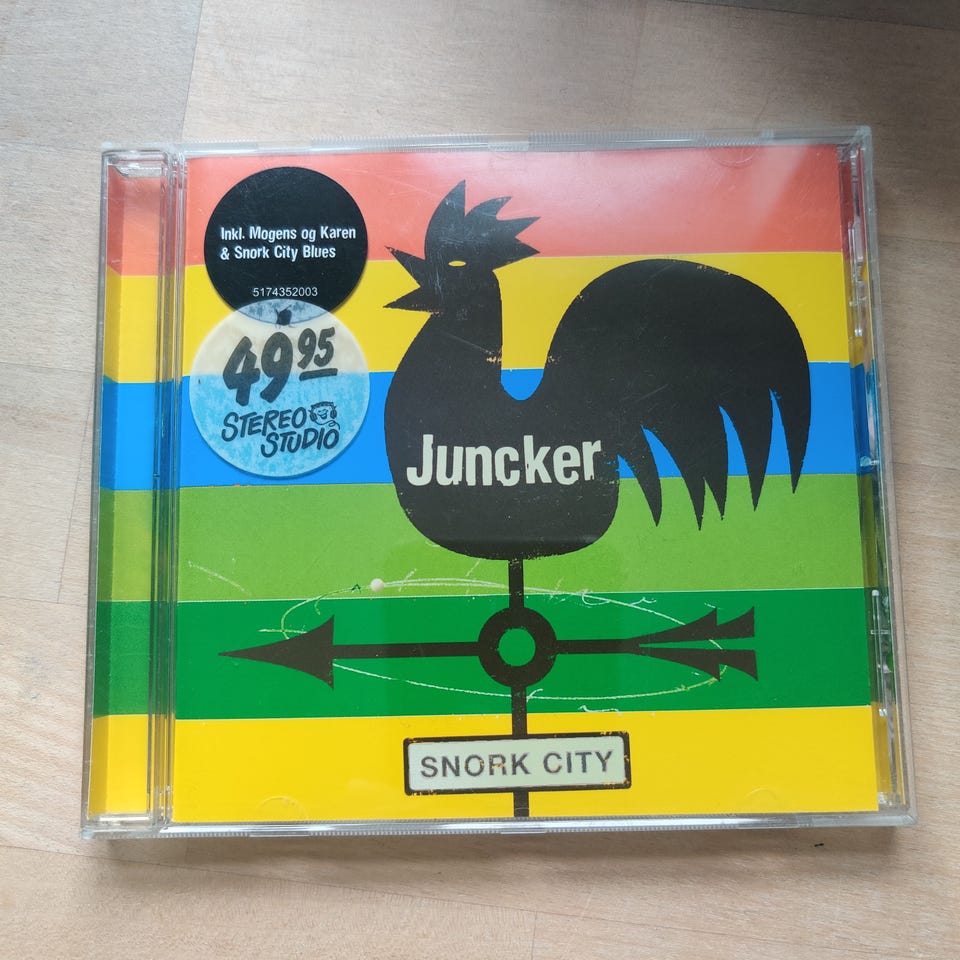 Inkl. Mogens og Karen
& Snork City Blues
5174352003
49 95
STEREO
STUDIO
Juncker
SNORK CITY